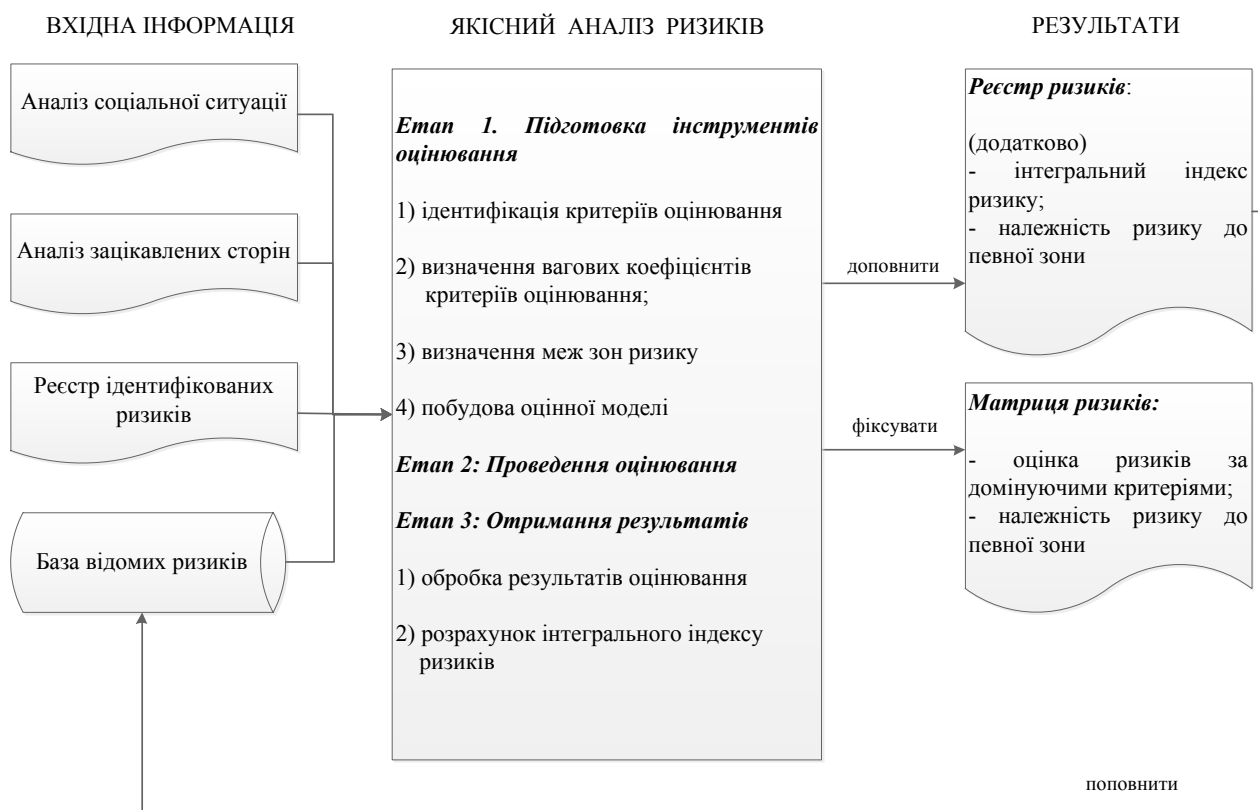 ВХІДНА ІНФОРМАЦІЯ
ЯКІСНИЙ АНАЛІЗ РИЗИКІВ
РЕЗУЛЬТАТИ
Аналіз соціальної ситуації
Аналіз зацікавлених сторін
Реєстр ідентифікованих
ризиків
База відомих ризиків
Етап 1. Підготовка інструментів
оцінювання
1) ідентифікація критеріїв оцінювання
2) визначення вагових коефіцієнтів
критеріїв оцінювання;
3) визначення меж зон ризику
4) побудова оцінної моделі
Етап 2: Проведення оцінювання
Етап 3: Отримання результатів
1) обробка результатів оцінювання
2) розрахунок інтегрального індексу
ризиків
доповнити
фіксувати
Реєстр ризиків:
(додатково)
- інтегральний індекс
ризику;
- належність ризику до
певної зони
Матриця ризиків:
- оцінка ризиків за
домінуючими критеріями;
- належність ризику до
певної зони
поповнити